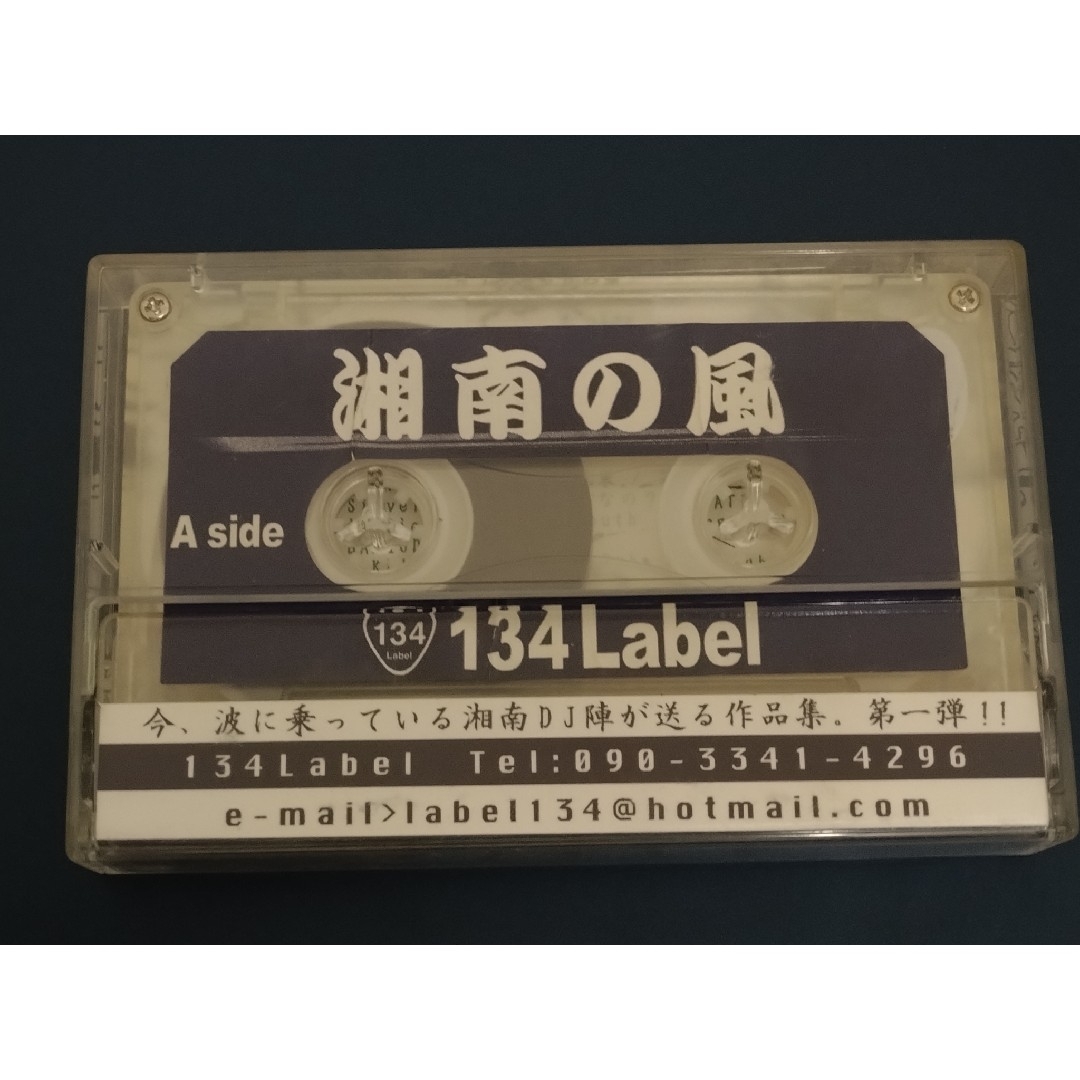 湘南の風
A side
134
Label
134 Label
今、波に乗っている湘南DJ陣が送る作品集。第一弾!!
134Label Tel:090-3341-4296
e-mail>label134@hotmail.com